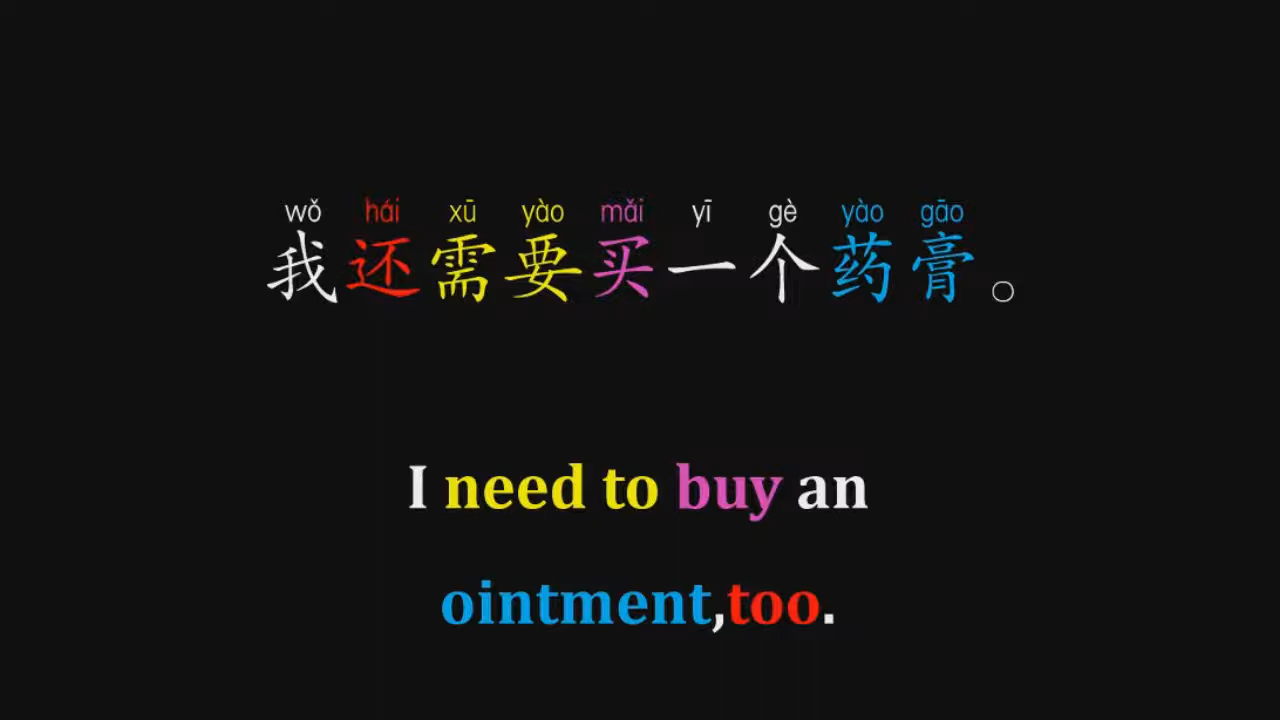 wǒ hái xū yào mǎi yī gè yào gāo
我还需要买一个药膏。
I need to buy an
ointment,too.